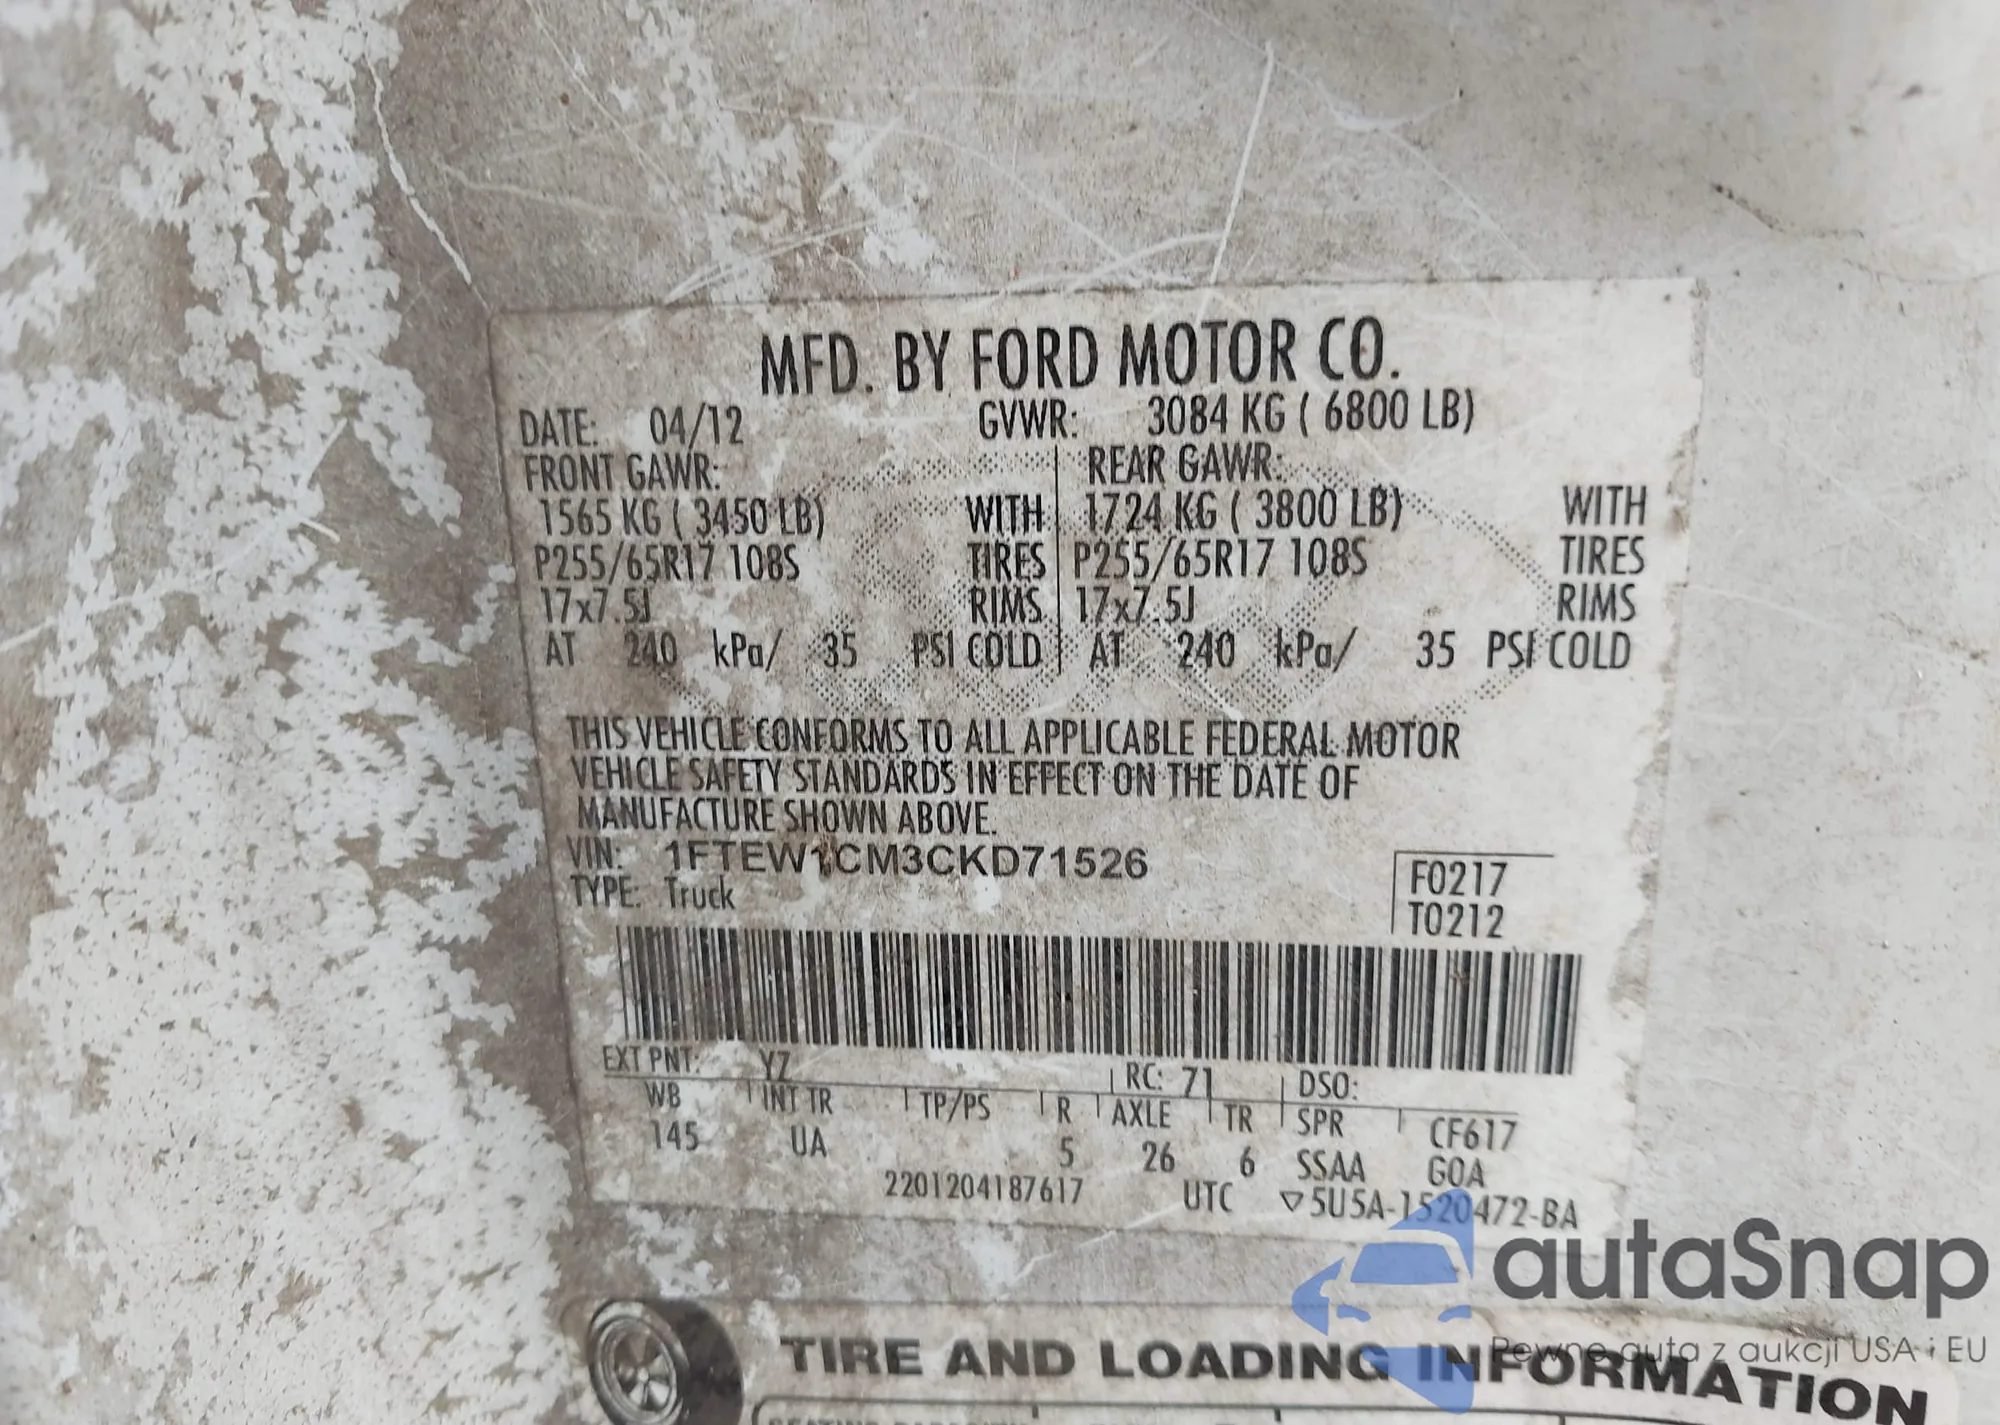 MFD. BY FORD MOTOR CO.
DATE: 04/12 GVWR: 3084 KG ( 6800 LB)
FRONT GAWR: REAR GAWR:
1565 KG ( 3450 LB) WITH 1724 KG ( 3800 LB) WITH
P255/65R17 108S TIRES P255/65R17 108S TIRES
17x7.5J RIMS 17x7.5J RIMS
AT 240 kPa/ 35 PSI COLD AT 240 kPa/ 35 PSI COLD
THIS VEHICLE CONFORMS TO ALL APPLICABLE FEDERAL MOTOR
VEHICLE SAFETY STANDARDS IN EFFECT ON THE DATE OF
MANUFACTURE SHOWN ABOVE.
VIN: 1FTEW1CM3CKD71526
TYPE: Truck
F0217
T0212
EXT PNT: YZ RC: 71 DSO:
WB INT TR TP/PS R AXLE TR SPR CF617
145 UA 5 26 6 SSAA GOA
2201204187617 UTC ▽5U5A-1520472-BA
autaSnap
Pewne auta z aukcji USA i EU
TIRE AND LOADING INFORMATION